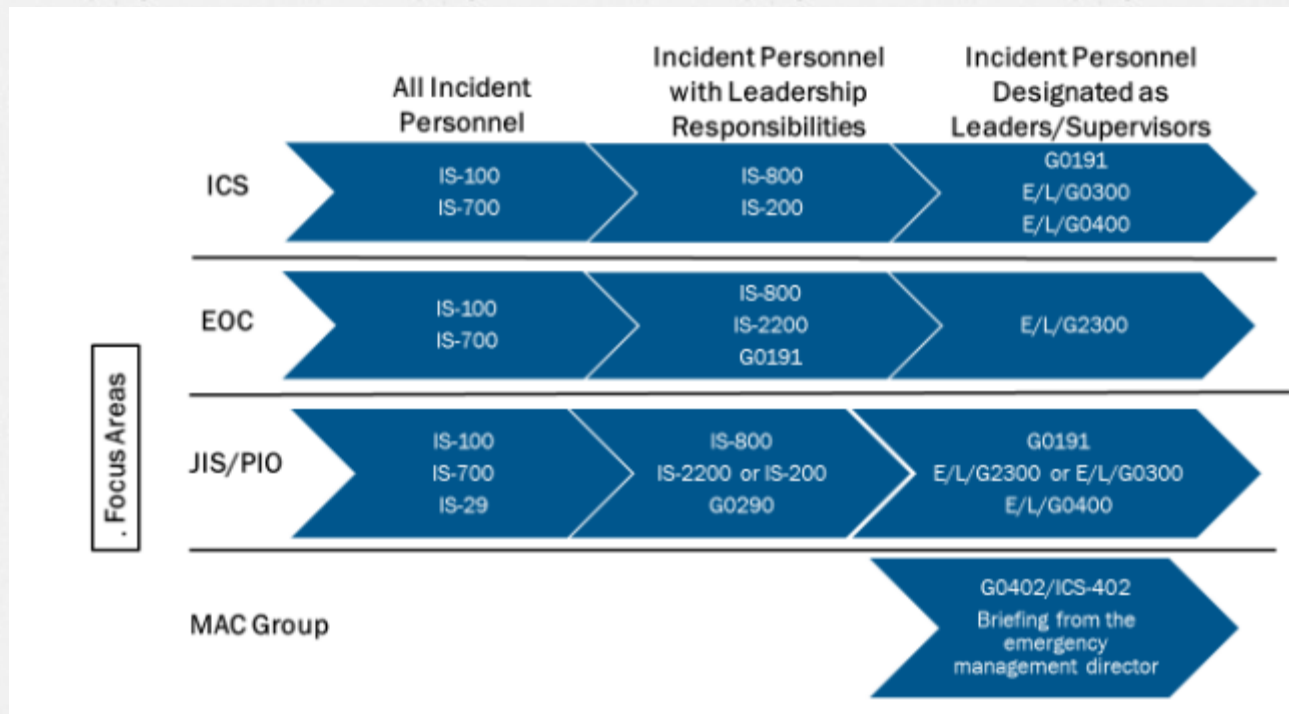 All Incident
Personnel
Incident Personnel
with Leadership
Responsibilities
Incident Personnel
Designated as
Leaders/Supervisors
ICS
IS-100
IS-700
IS-800
IS-200
G0191
E/L/G0300
E/L/G0400
EOC
IS-100
IS-700
IS-800
IS-2200
G0191
E/L/G2300
. Focus Areas
JIS/PIO
IS-100
IS-700
IS-29
IS-800
IS-2200 or IS-200
G0290
G0191
E/L/G2300 or E/L/G0300
E/L/G0400
MAC Group
G0402/ICS-402
Briefing from the
emergency
management director